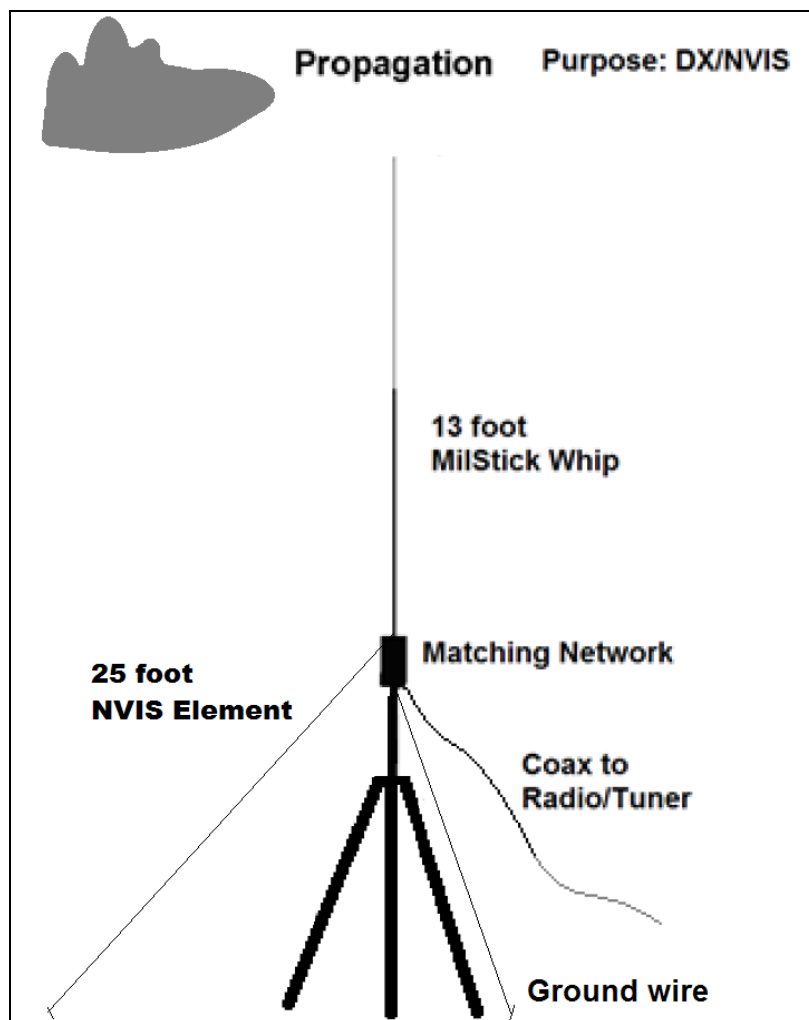 Propagation
Purpose: DX/NVIS
13 foot
MilStick Whip
Matching Network
25 foot
NVIS Element
Coax to
Radio/Tuner
Ground wire